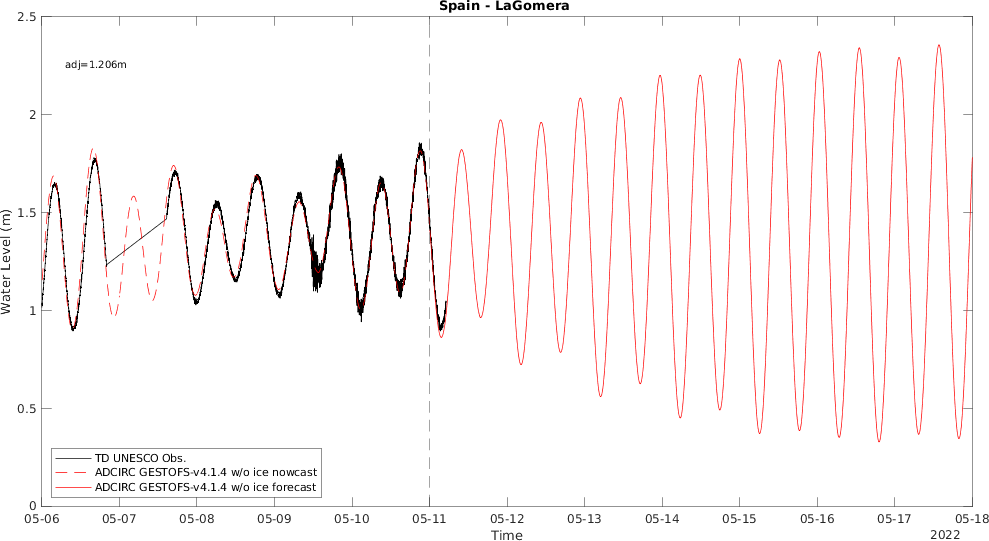 Spain - LaGomera
2.5
adj=1.206m
2
1.5
Water Level (m)
1
0.5
TD UNESCO Obs.
ADCIRC GESTOFS-v4.1.4 w/o ice nowcast
ADCIRC GESTOFS-v4.1.4 w/o ice forecast
0
05-06 05-07 05-08 05-09 05-10 05-11 05-12 05-13 05-14 05-15 05-16 05-17 05-18
Time
2022